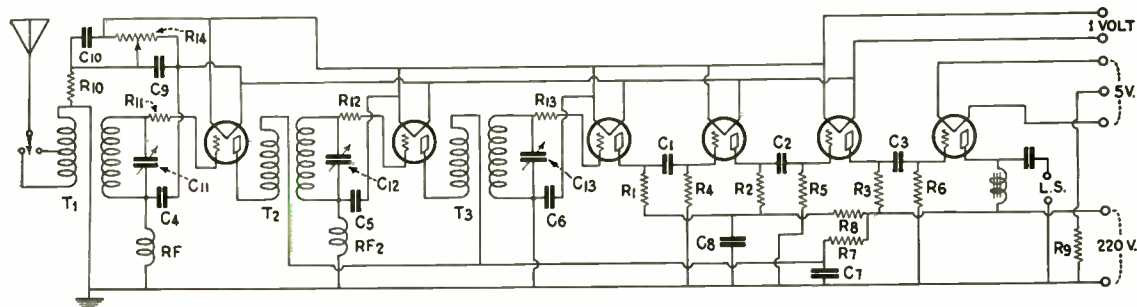 R14
C10
C9
R10
R11
C11
C4
T1
RF
T2
R12
C12
C5
RF2
T3
R13
C13
C6
C1
R1
R4
C2
R2
R5
C3
R3
R6
C8
R8
R7
C7
L.S.
R9
1 VOLT
5V.
220 V.